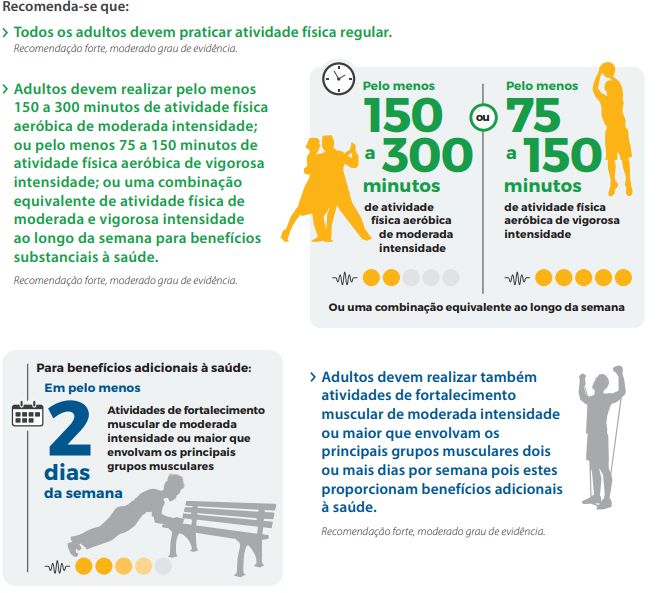 Recomenda-se que:
> Todos os adultos devem praticar atividade física regular.
Recomendação forte, moderado grau de evidência.
> Adultos devem realizar pelo menos
150 a 300 minutos de atividade física
aeróbica de moderada intensidade;
ou pelo menos 75 a 150 minutos de
atividade física aeróbica de vigorosa
intensidade; ou uma combinação
equivalente de atividade física de
moderada e vigorosa intensidade
ao longo da semana para benefícios
substanciais à saúde.
Recomendação forte, moderado grau de evidência.
Pelo menos
150
a 300
minutos
de atividade
física aeróbica
de moderada
intensidade
ou
Pelo menos
75
a 150
minutos
de atividade física
aeróbica de vigorosa
intensidade
Ou uma combinação equivalente ao longo da semana
Para benefícios adicionais à saúde:
Em pelo menos
2
dias
da semana
Atividades de fortalecimento
muscular de moderada
intensidade ou maior que
envolvam os principais
grupos musculares
> Adultos devem realizar também
atividades de fortalecimento
muscular de moderada intensidade
ou maior que envolvam os
principais grupos musculares dois
ou mais dias por semana pois estes
proporcionam benefícios adicionais
à saúde.
Recomendação forte, moderado grau de evidência.